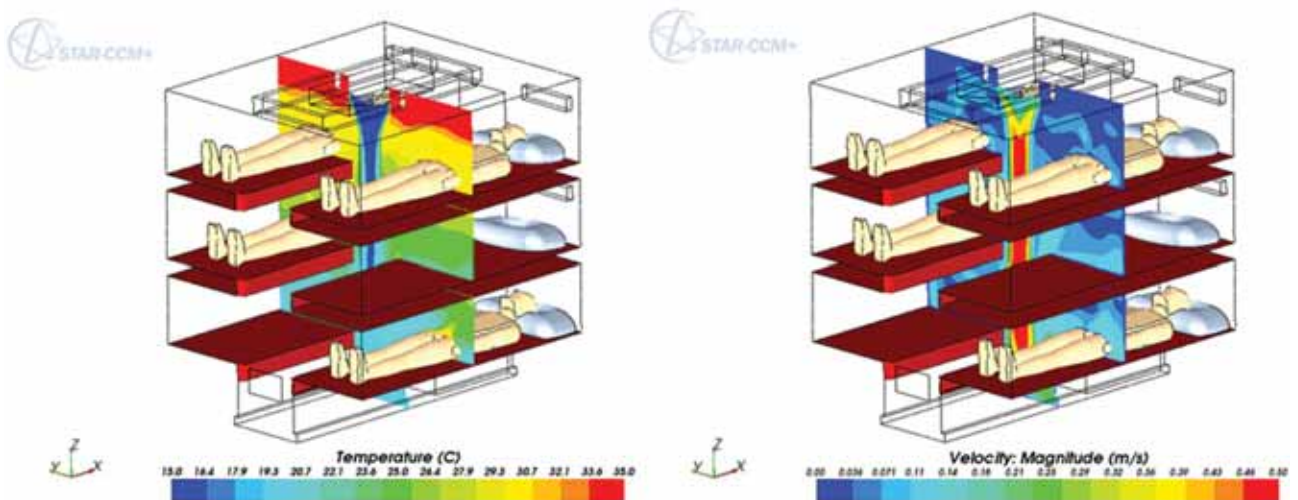 STAR-CCM+
STAR-CCM+
Z
Y
X
Temperature (C)
15.0 16.4 17.9 19.3 20.7 22.1 23.6 25.0 26.4 27.9 29.3 30.7 32.1 33.6 35.0
Z
Y
X
Velocity: Magnitude (m/s)
0.00 0.036 0.071 0.11 0.14 0.18 0.21 0.25 0.29 0.32 0.36 0.39 0.43 0.46 0.50